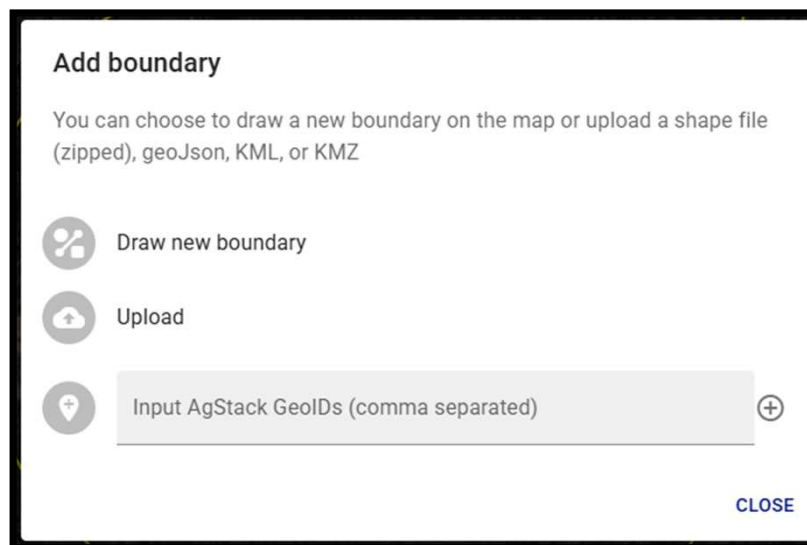 Add boundary
You can choose to draw a new boundary on the map or upload a shape file
(zipped), geoJson, KML, or KMZ
Draw new boundary
Upload
Input AgStack GeoIDs (comma separated)
CLOSE